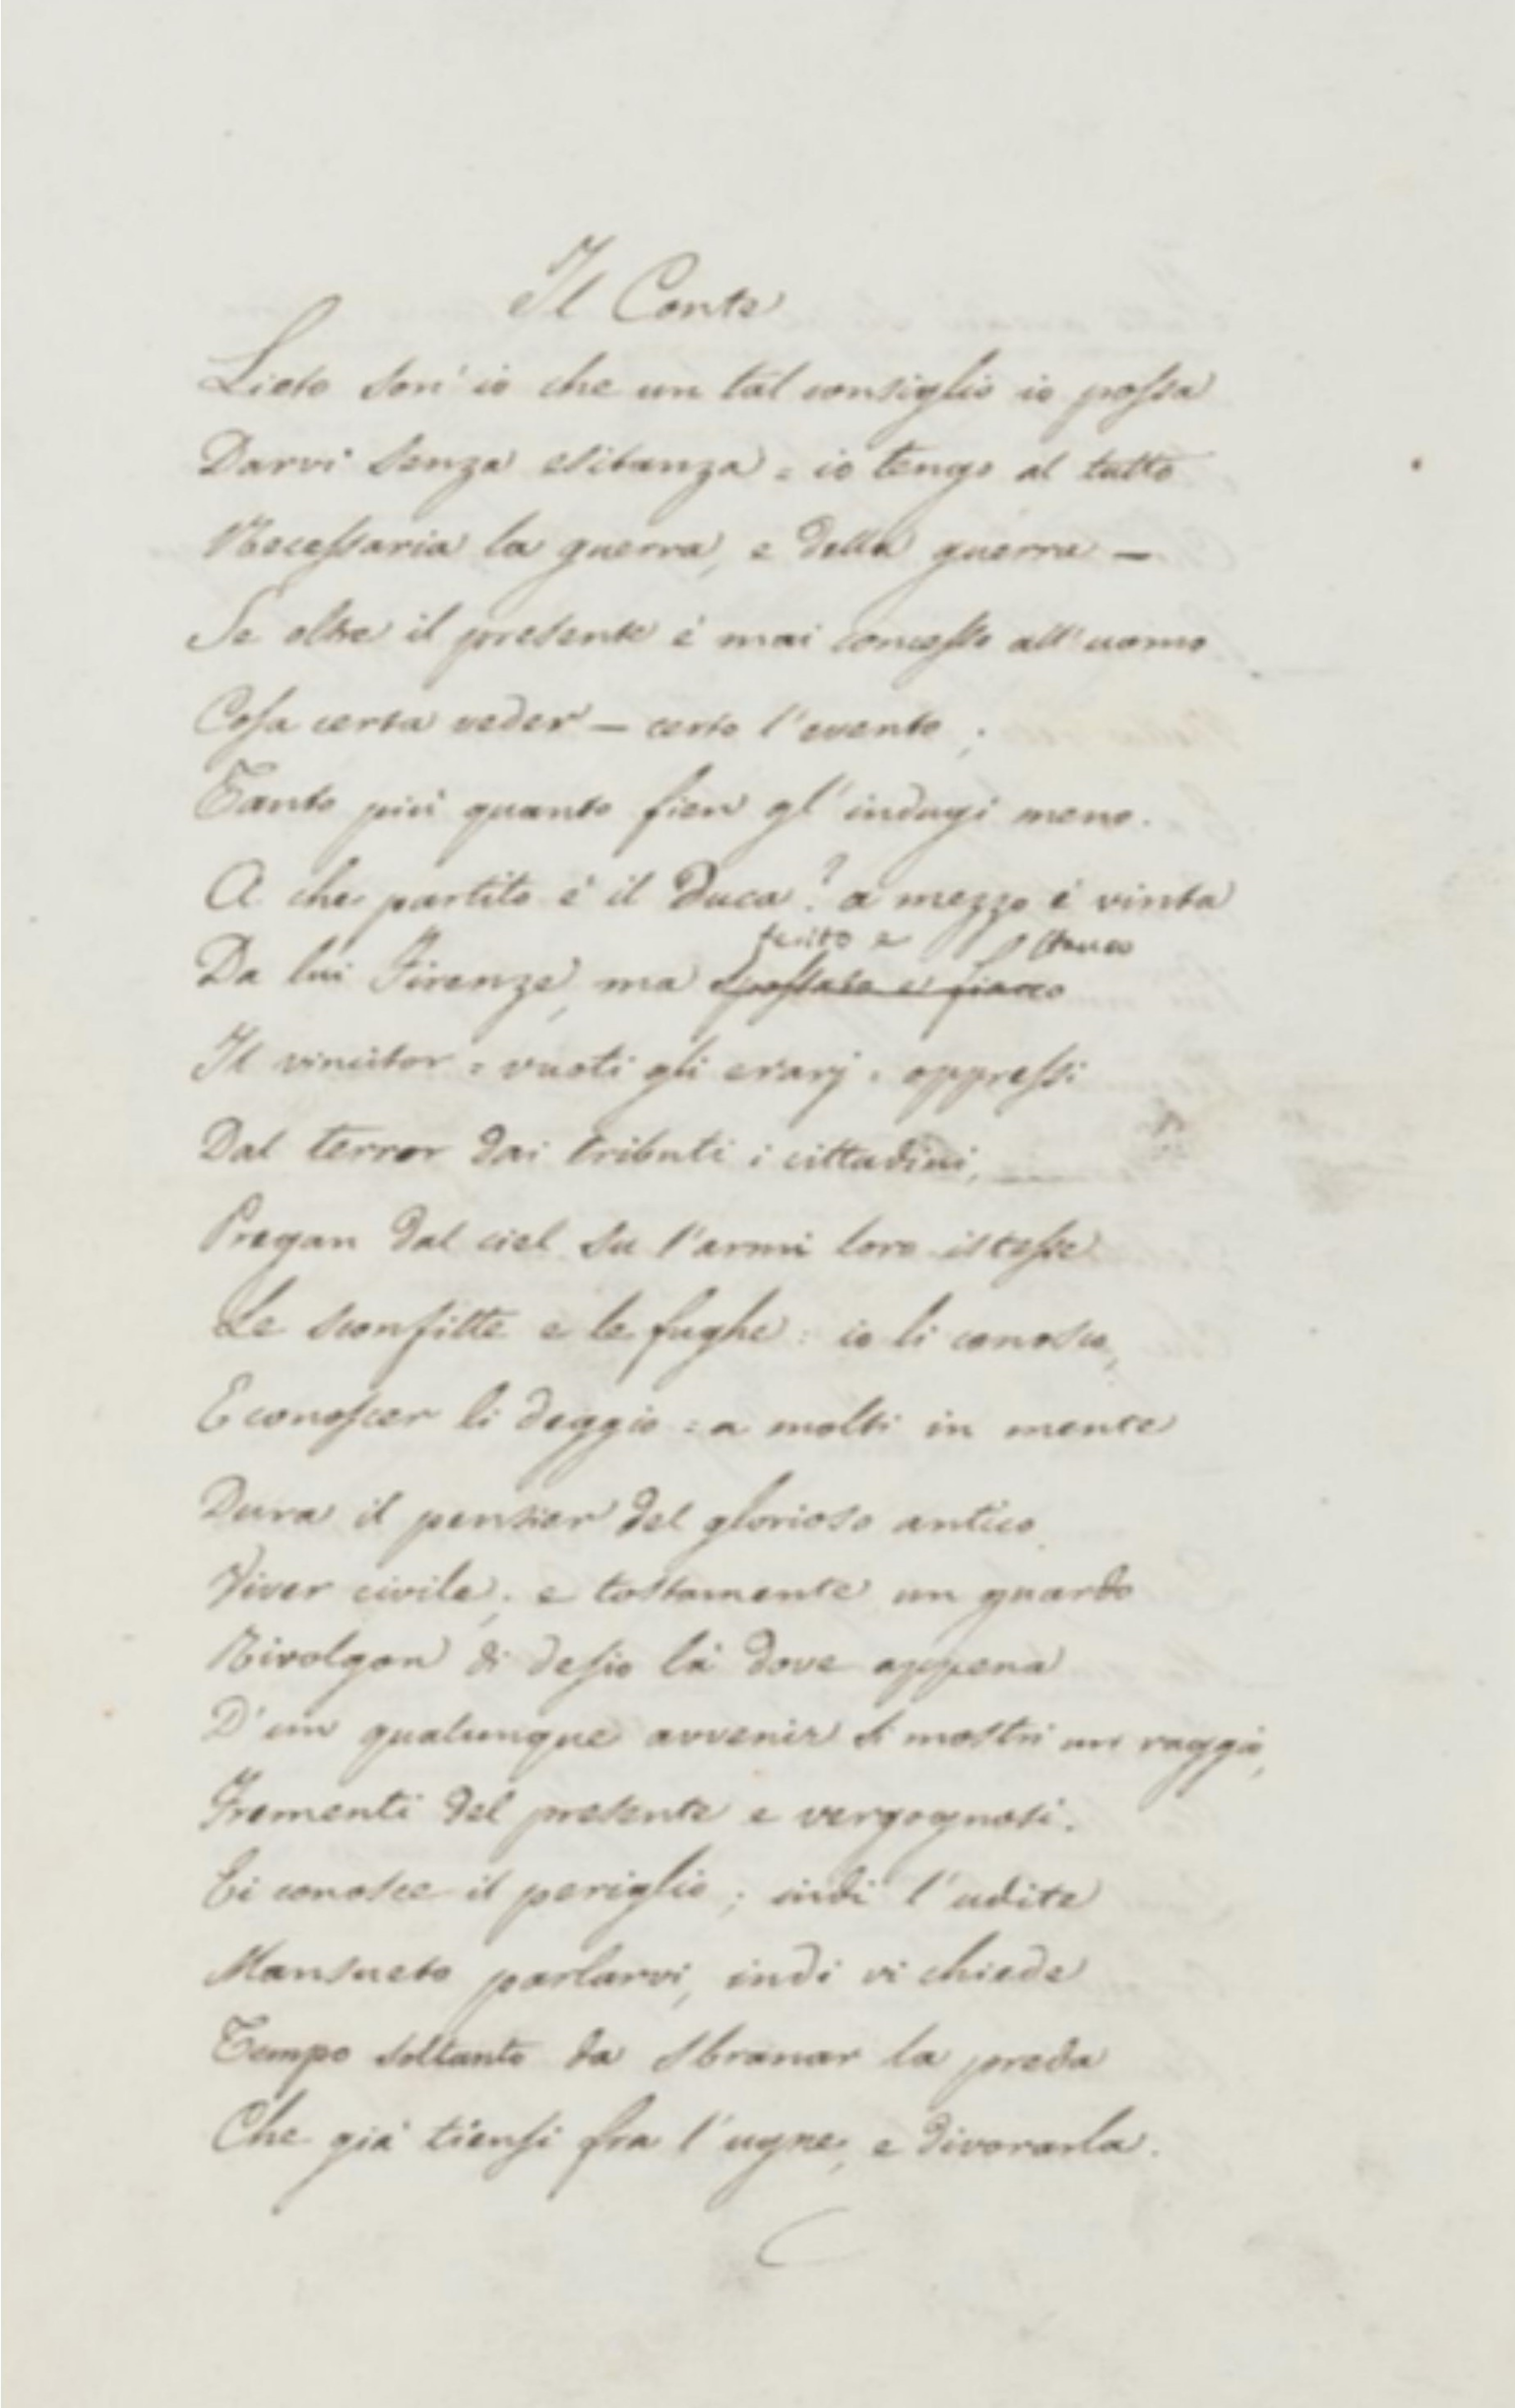 Il Conte
Lieto son' io che un tal consiglio io possa
Darvi senza esitanza = io tengo al tutto
Necessaria la guerra, e della guerra —
Se oltre il presente è mai concesso all'uomo
Cosa certa veder — certo l'evento ;
Tanto più quanto fien gl'indugi meno.
A che partito è il Duca? a mezzo è vinta
ferito e stanco
Da lui Firenze, ma spossato e fiacco
Il vincitor = vuoti gli erarj = oppressi
Dal terror dai tributi i cittadini,
Pregan dal ciel su l'armi loro istesse
Le sconfitte e le fughe : io li conosco,
E conoscer li deggio = a molti in mente
Dura il pensier del glorioso antico
Viver civile ; e tostamente un guardo
Rivolgon di desio là dove appena
D'un qualunque avvenir si mostri un raggio,
Frementi del presente e vergognosi.
Ei conosce il periglio ; indi l'udite
Mansueto parlarvi, indi vi chiede
Tempo soltanto da sbranar la preda
Che già tiensi fra l'ugne, e divorarla.